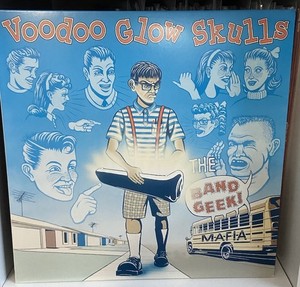 Voodoo Glow Skulls
THE
BAND
GEEK!
MAFIA